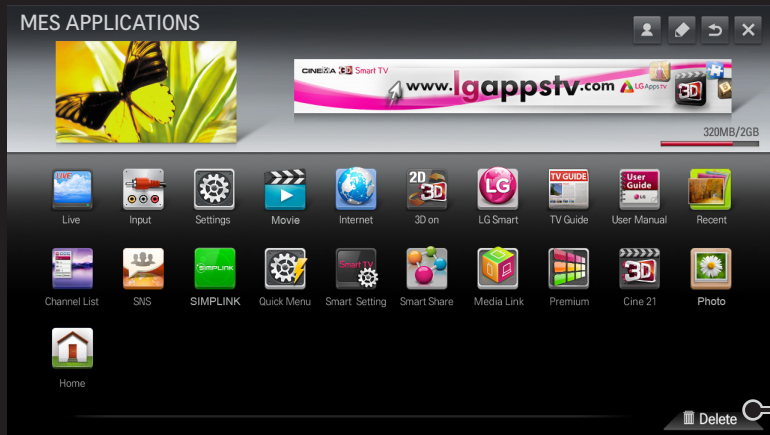 MES APPLICATIONS
CINEMA 3D Smart TV
www.lgappstv.com LG Apps TV
3D
320MB/2GB
LIVE
2D
3D
LG
TV GUIDE
User
Guide
LG
Live
Input
Settings
Movie
Internet
3D on
LG Smart
TV Guide
User Manual
Recent
SIMPLINK
Smart TV
3D
Channel List
SNS
SIMPLINK
Quick Menu
Smart Setting
Smart Share
Media Link
Premium
Cine 21
Photo
Home
Delete